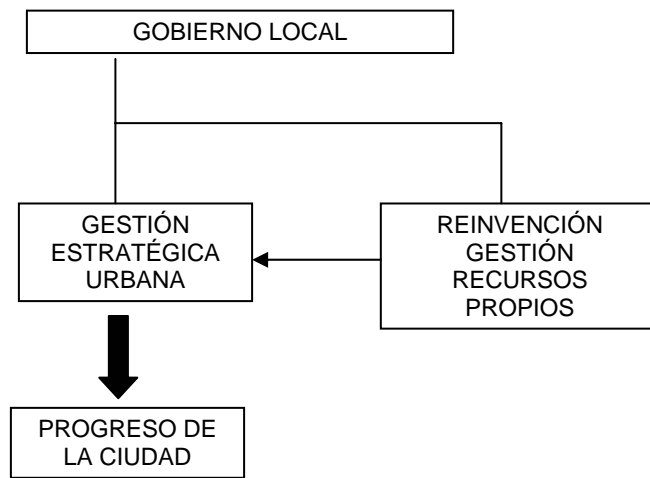 GOBIERNO LOCAL
GESTIÓN
ESTRATÉGICA
URBANA
REINVENCIÓN
GESTIÓN
RECURSOS
PROPIOS
PROGRESO DE
LA CIUDAD